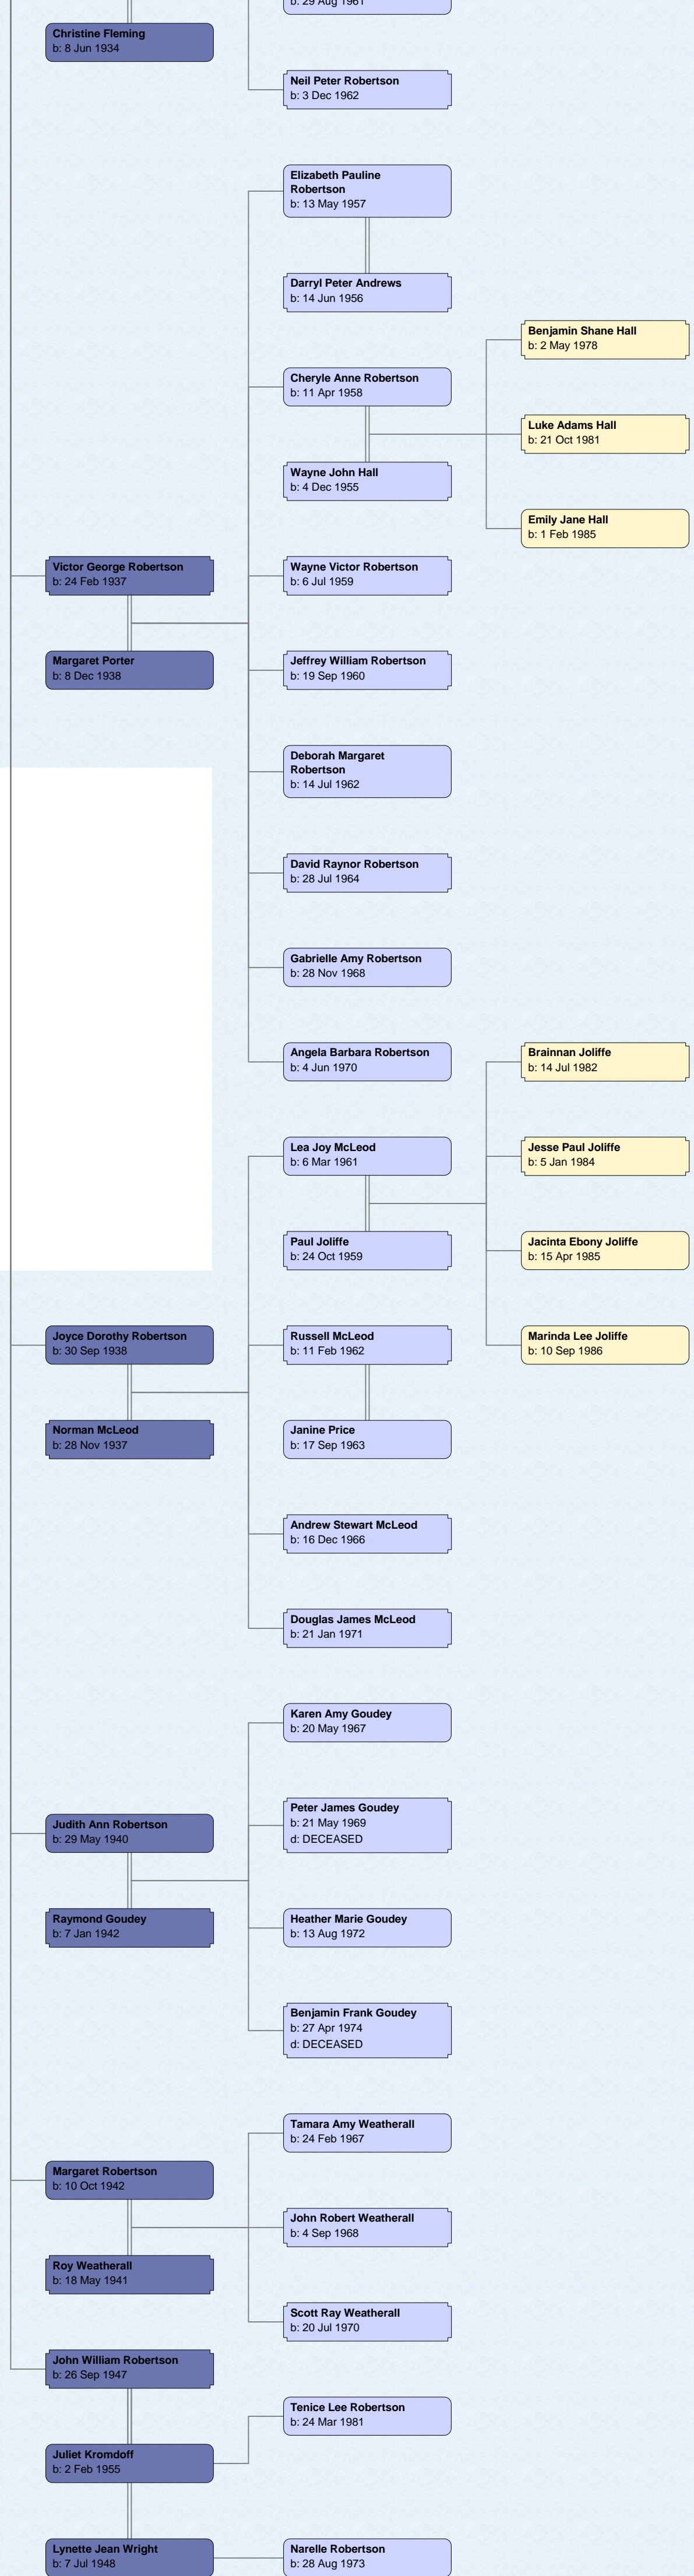 b: 29 Aug 1961
Christine Fleming
b: 8 Jun 1934
Neil Peter Robertson
b: 3 Dec 1962
Elizabeth Pauline
Robertson
b: 13 May 1957
Darryl Peter Andrews
b: 14 Jun 1956
Benjamin Shane Hall
b: 2 May 1978
Cheryle Anne Robertson
b: 11 Apr 1958
Luke Adams Hall
b: 21 Oct 1981
Wayne John Hall
b: 4 Dec 1955
Emily Jane Hall
b: 1 Feb 1985
Victor George Robertson
b: 24 Feb 1937
Wayne Victor Robertson
b: 6 Jul 1959
Margaret Porter
b: 8 Dec 1938
Jeffrey William Robertson
b: 19 Sep 1960
Deborah Margaret
Robertson
b: 14 Jul 1962
David Raynor Robertson
b: 28 Jul 1964
Gabrielle Amy Robertson
b: 28 Nov 1968
Angela Barbara Robertson
b: 4 Jun 1970
Brainnan Joliffe
b: 14 Jul 1982
Lea Joy McLeod
b: 6 Mar 1961
Jesse Paul Joliffe
b: 5 Jan 1984
Paul Joliffe
b: 24 Oct 1959
Jacinta Ebony Joliffe
b: 15 Apr 1985
Joyce Dorothy Robertson
b: 30 Sep 1938
Russell McLeod
b: 11 Feb 1962
Marinda Lee Joliffe
b: 10 Sep 1986
Norman McLeod
b: 28 Nov 1937
Janine Price
b: 17 Sep 1963
Andrew Stewart McLeod
b: 16 Dec 1966
Douglas James McLeod
b: 21 Jan 1971
Karen Amy Goudey
b: 20 May 1967
Peter James Goudey
b: 21 May 1969
d: DECEASED
Judith Ann Robertson
b: 29 May 1940
Raymond Goudey
b: 7 Jan 1942
Heather Marie Goudey
b: 13 Aug 1972
Benjamin Frank Goudey
b: 27 Apr 1974
d: DECEASED
Tamara Amy Weatherall
b: 24 Feb 1967
Margaret Robertson
b: 10 Oct 1942
John Robert Weatherall
b: 4 Sep 1968
Roy Weatherall
b: 18 May 1941
Scott Ray Weatherall
b: 20 Jul 1970
John William Robertson
b: 26 Sep 1947
Tenice Lee Robertson
b: 24 Mar 1981
Juliet Kromdoff
b: 2 Feb 1955
Lynette Jean Wright
b: 7 Jul 1948
Narelle Robertson
b: 28 Aug 1973